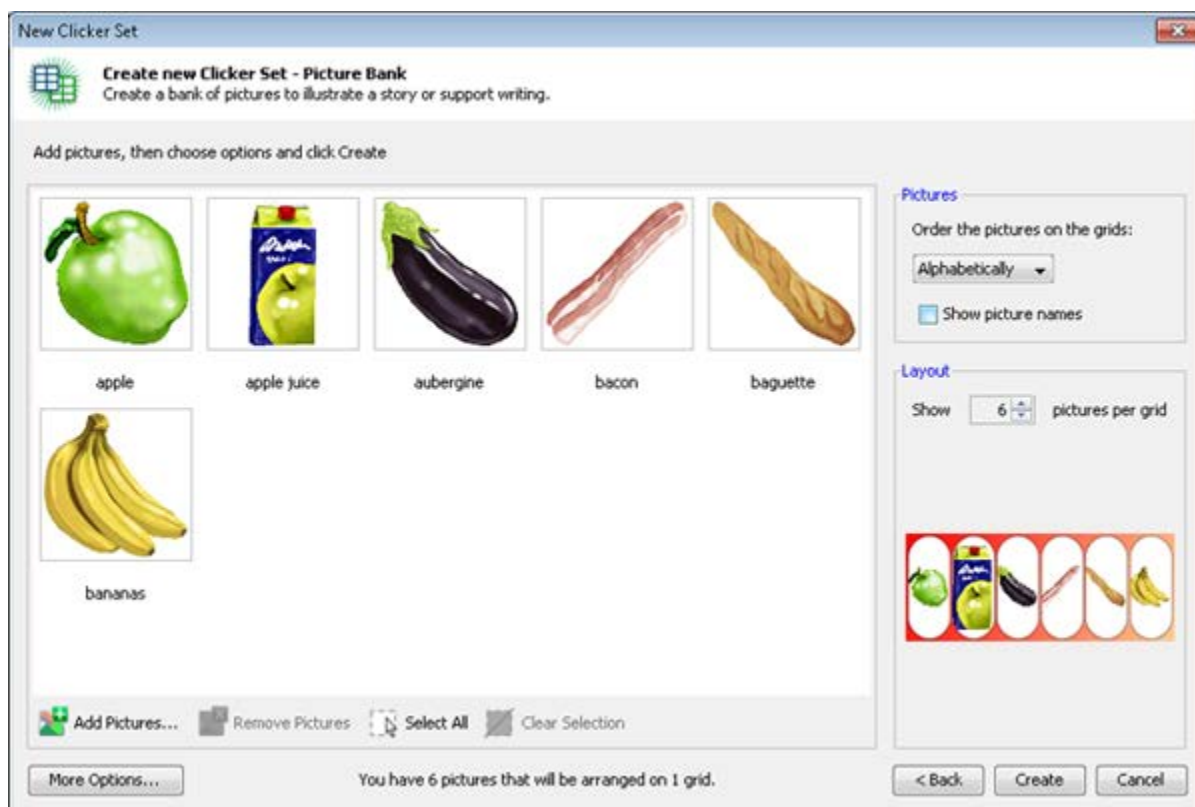 New Clicker Set
Create new Clicker Set - Picture Bank
Create a bank of pictures to illustrate a story or support writing.
Add pictures, then choose options and click Create
apple
apple juice
aubergine
bacon
baguette
bananas
Add Pictures...
Remove Pictures
Select All
Clear Selection
Pictures
Order the pictures on the grids:
Alphabetically
Show picture names
Layout
Show 6 pictures per grid
More Options...
You have 6 pictures that will be arranged on 1 grid.
< Back
Create
Cancel